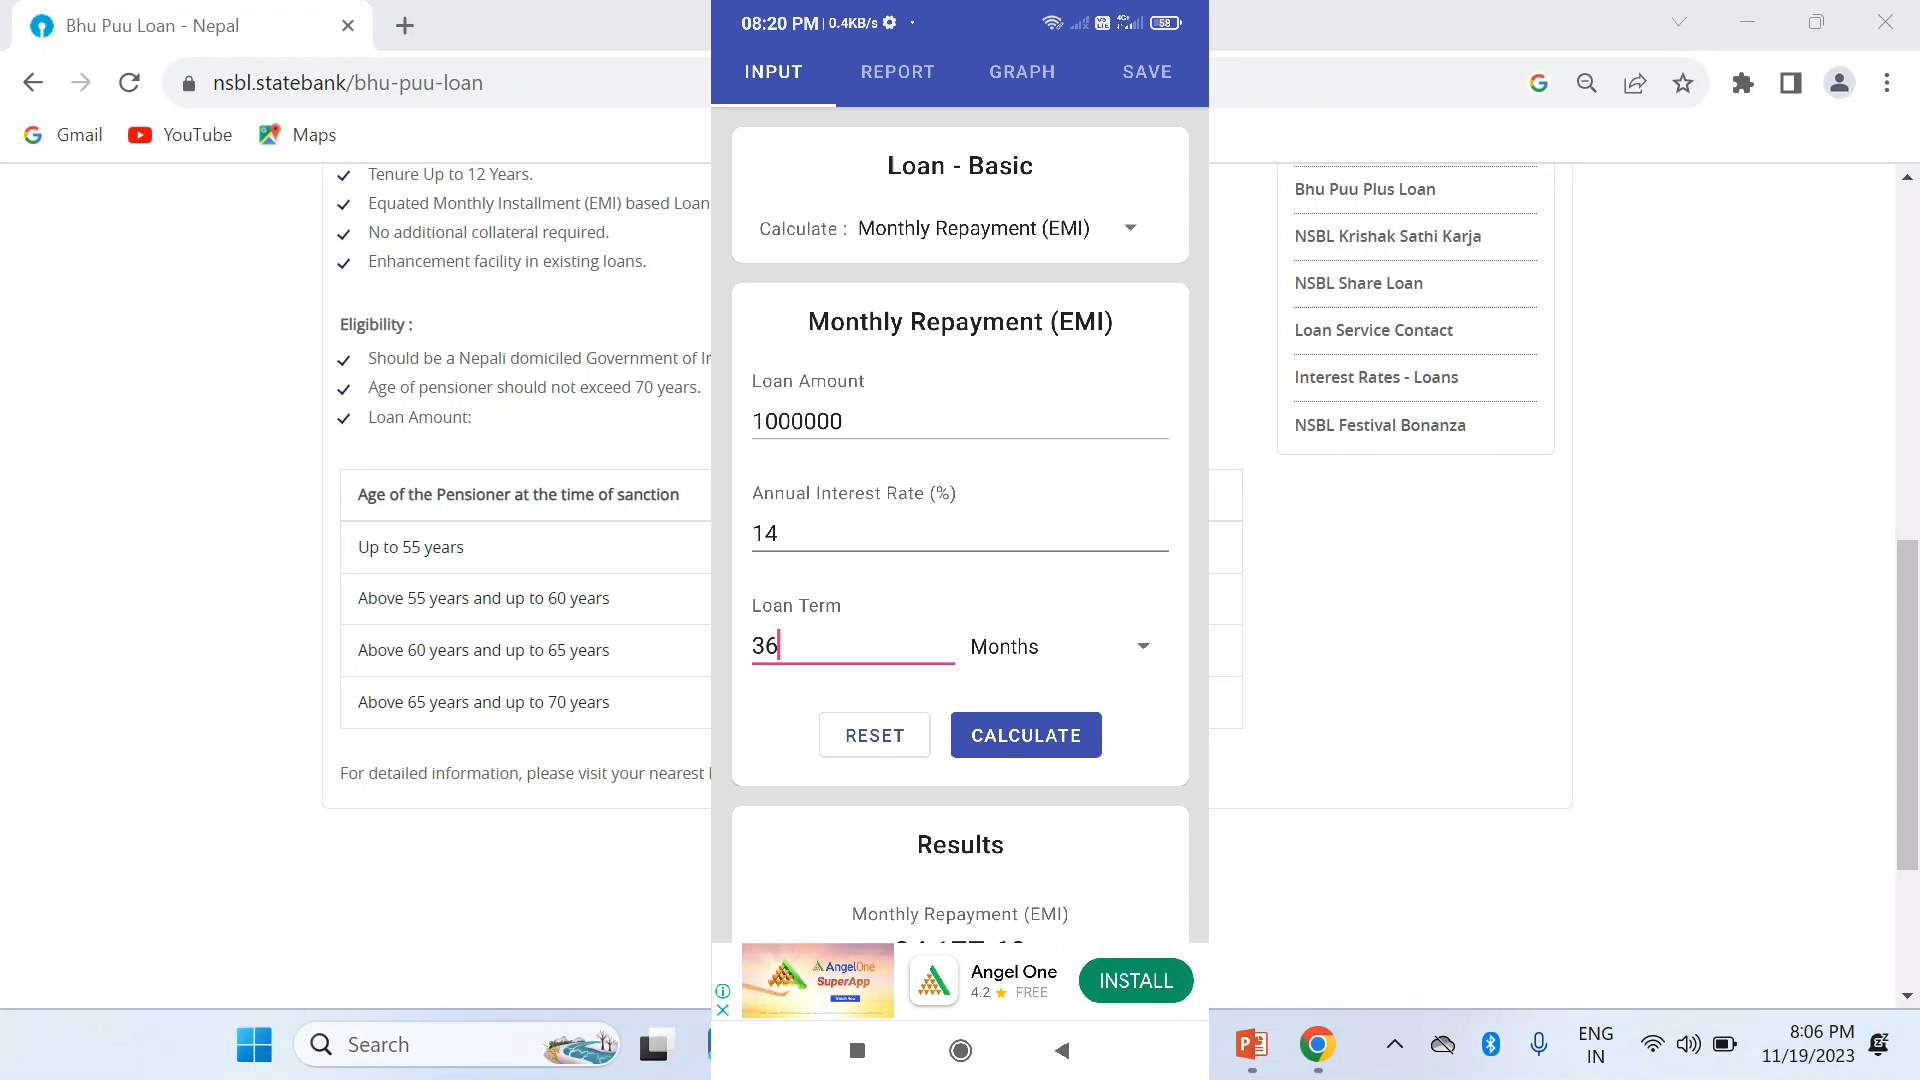 Bhu Puu Loan - Nepal
nsbl.statebank/bhu-puu-loan
Gmail YouTube Maps
Tenure Up to 12 Years.
Equated Monthly Installment (EMI) based Loan
No additional collateral required.
Enhancement facility in existing loans.
Eligibility :
Should be a Nepali domiciled Government of
Age of pensioner should not exceed 70 years.
Loan Amount:
Age of the Pensioner at the time of sanction
Up to 55 years
Above 55 years and up to 60 years
Above 60 years and up to 65 years
Above 65 years and up to 70 years
For detailed information, please visit your nearest
08:20 PM | 0.4KB/s
4G+
58
INPUT REPORT GRAPH SAVE
Loan - Basic
Calculate : Monthly Repayment (EMI)
Monthly Repayment (EMI)
Loan Amount
1000000
Annual Interest Rate (%)
14
Loan Term
36 Months
RESET CALCULATE
Results
Monthly Repayment (EMI)
AngelOne
SuperApp
Angel One
4.2 FREE
INSTALL
Bhu Puu Plus Loan
NSBL Krishak Sathi Karja
NSBL Share Loan
Loan Service Contact
Interest Rates - Loans
NSBL Festival Bonanza
Search
ENG
IN
8:06 PM
11/19/2023